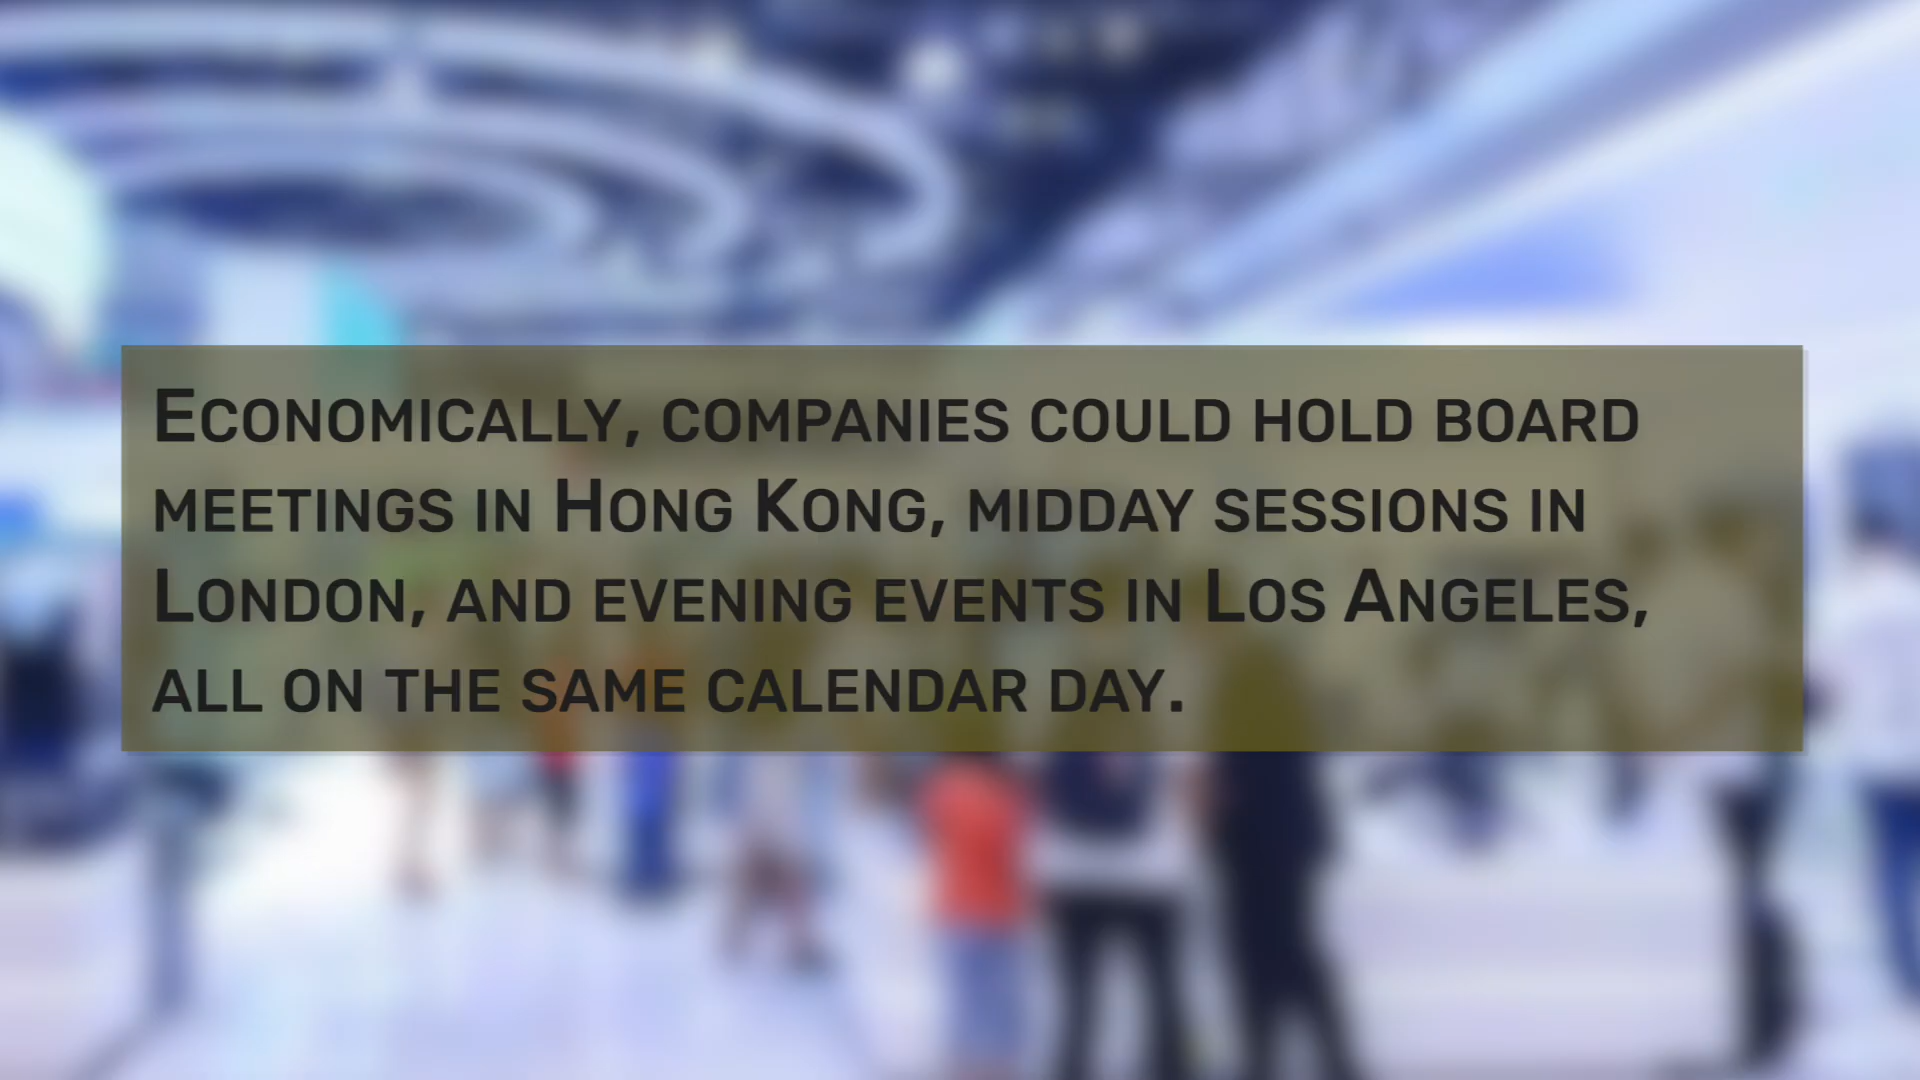 Economically, companies could hold board
meetings in Hong Kong, midday sessions in
London, and evening events in Los Angeles,
all on the same calendar day.